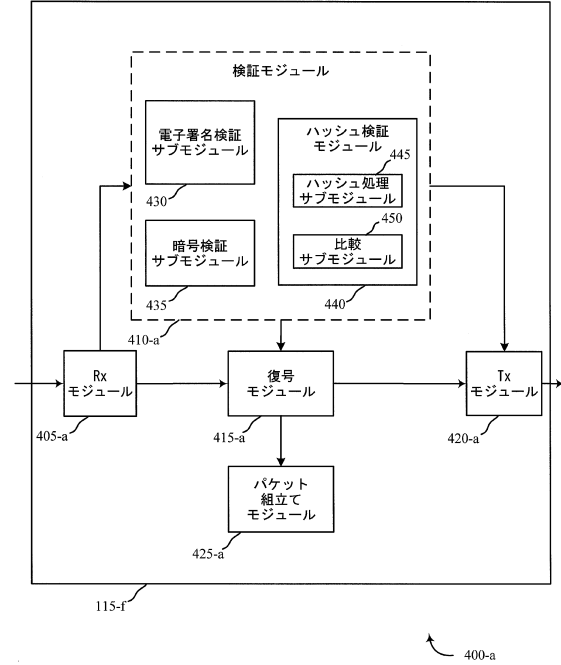 検証モジュール
電子署名検証
サブモジュール
430
暗号検証
サブモジュール
435
ハッシュ検証
モジュール
445
ハッシュ処理
サブモジュール
450
比較
サブモジュール
440
410-a
Rx
モジュール
405-a
復号
モジュール
415-a
Tx
モジュール
420-a
パケット
組立て
モジュール
425-a
115-f
400-a